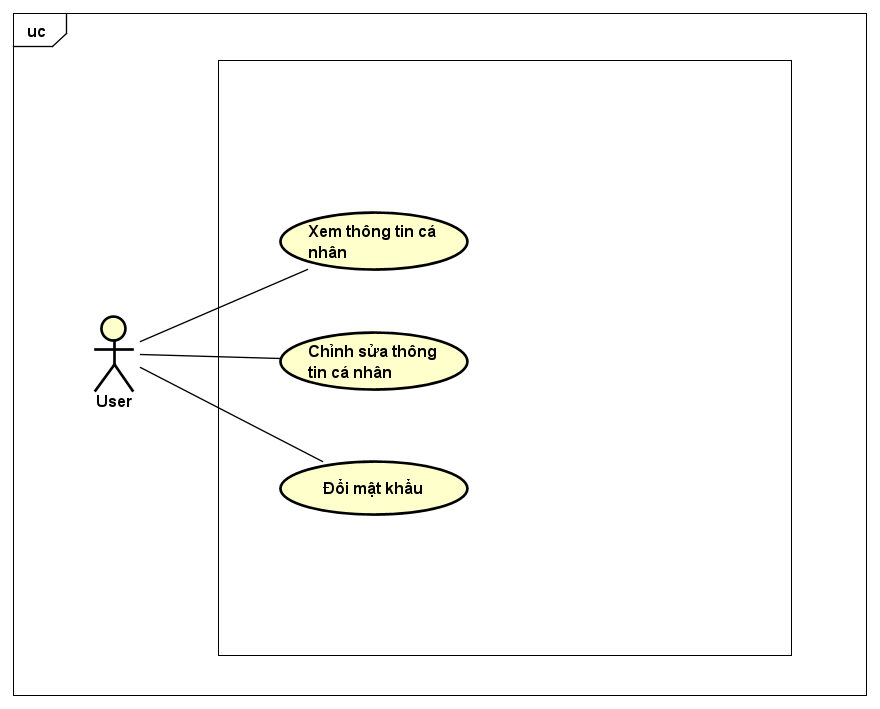 uc
Xem thông tin cá
nhân
Chỉnh sửa thông
tin cá nhân
User
Đổi mật khẩu